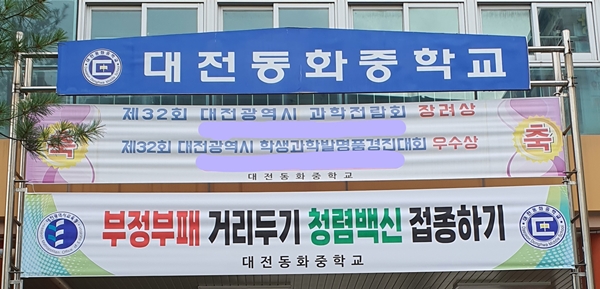 대전동화중학교
제32회 대전광역시 과학전람회 장려상
축 축
제32회 대전광역시 학생과학발명품경진대회 우수상
대전동화중학교
부정부패 거리두기 청렴백신 접종하기
대전동화중학교